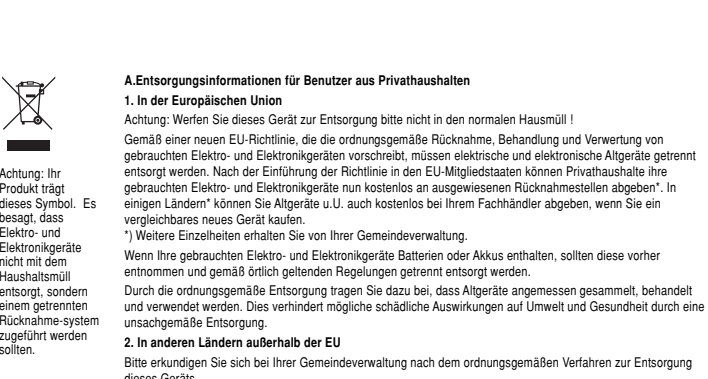 Achtung: Ihr
Produkt trägt
dieses Symbol. Es
besagt, dass
Elektro- und
Elektronikgeräte
nicht mit dem
Haushaltsmüll
entsorgt, sondern
einem getrennten
Rücknahme-system
zugeführt werden
sollten.
A.Entsorgungsinformationen für Benutzer aus Privathaushalten
1. In der Europäischen Union
Achtung: Werfen Sie dieses Gerät zur Entsorgung bitte nicht in den normalen Hausmüll !
Gemäß einer neuen EU-Richtlinie, die die ordnungsgemäße Rücknahme, Behandlung und Verwertung von
gebrauchten Elektro- und Elektronikgeräten vorschreibt, müssen elektrische und elektronische Altgeräte getrennt
entsorgt werden. Nach der Einführung der Richtlinie in den EU-Mitgliedstaaten können Privathaushalte ihre
gebrauchten Elektro- und Elektronikgeräte nun kostenlos an ausgewiesenen Rücknahmestellen abgeben*. In
einigen Ländern* können Sie Altgeräte u.U. auch kostenlos bei Ihrem Fachhändler abgeben, wenn Sie ein
vergleichbares neues Gerät kaufen.
*) Weitere Einzelheiten erhalten Sie von Ihrer Gemeindeverwaltung.
Wenn Ihre gebrauchten Elektro- und Elektronikgeräte Batterien oder Akkus enthalten, sollten diese vorher
entnommen und gemäß örtlich geltenden Regelungen getrennt entsorgt werden.
Durch die ordnungsgemäße Entsorgung tragen Sie dazu bei, dass Altgeräte angemessen gesammelt, behandelt
und verwendet werden. Dies verhindert mögliche schädliche Auswirkungen auf Umwelt und Gesundheit durch eine
unsachgemäße Entsorgung.
2. In anderen Ländern außerhalb der EU
Bitte erkundigen Sie sich bei Ihrer Gemeindeverwaltung nach dem ordnungsgemäßen Verfahren zur Entsorgung
dieses Geräts.